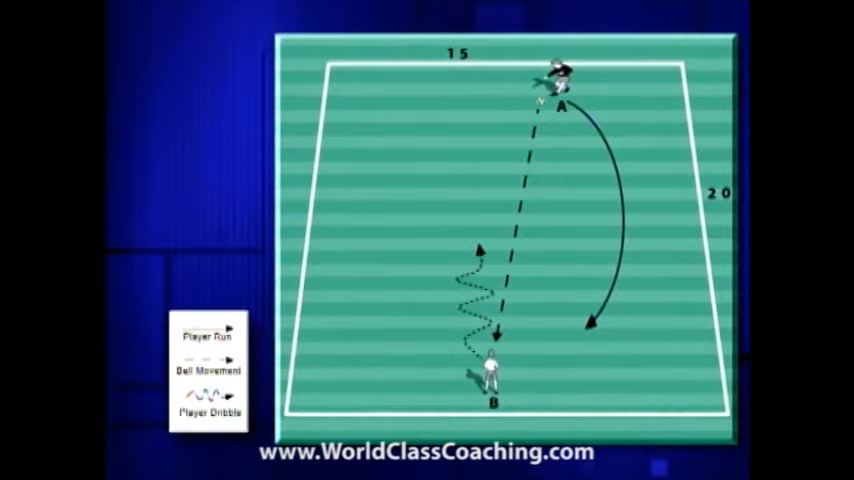 15
A
20
Player Run
Ball Movement
Player Dribble
B
www.WorldClassCoaching.com